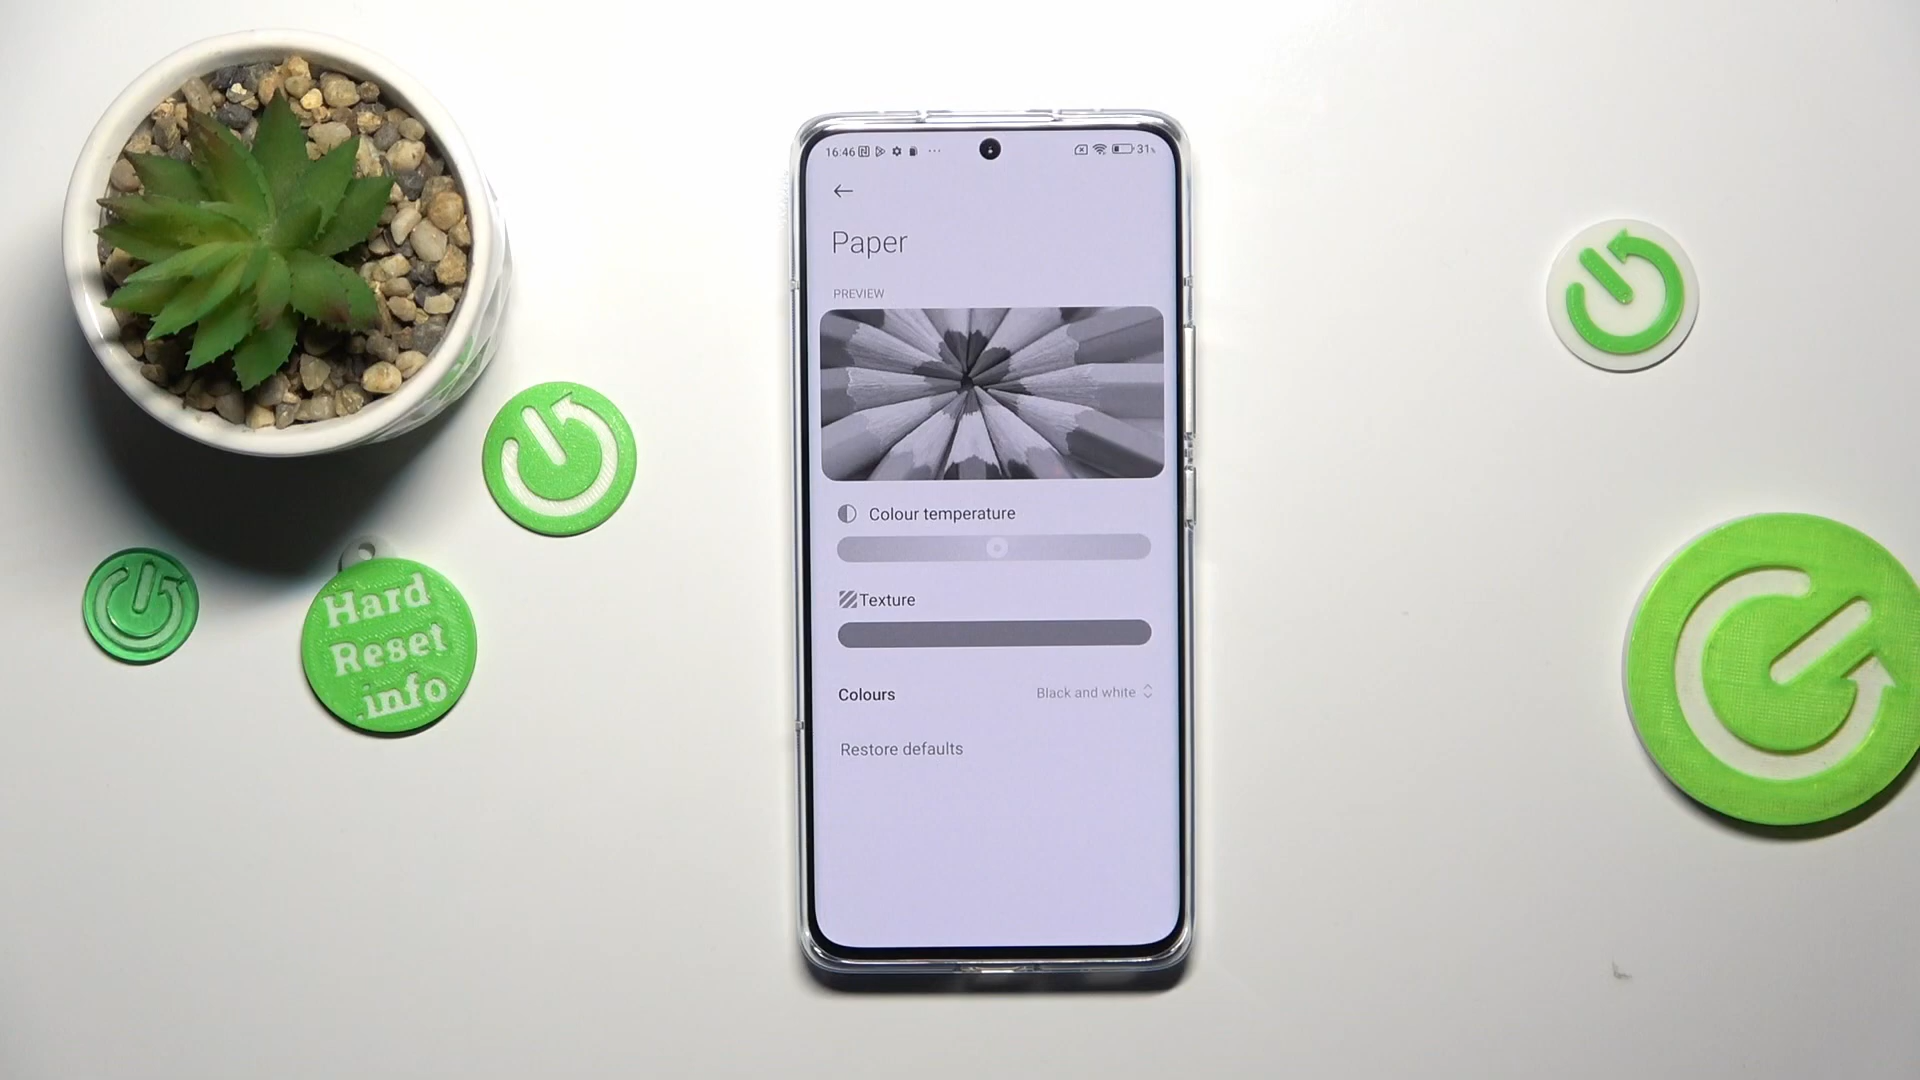 16:46
31%
Paper
PREVIEW
Colour temperature
Texture
Colours
Black and white
Restore defaults
Hard
Reset
.info